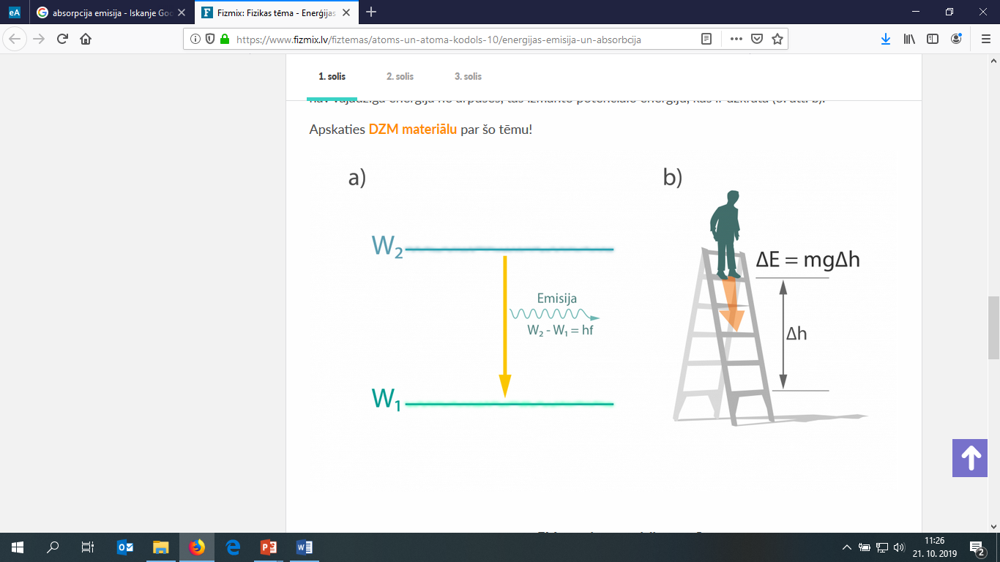 eA
absorpcija emisija - Iskanje Goo
Fizmix: Fizikas tēma - Enerģijas
https://www.fizmix.lv/fiztemas/atoms-un-atoma-kodols-10/energijas-emisija-un-absorbcija
1. solis 2. solis 3. solis
Apskaties DZM materiālu par šo tēmu!
a)
W₂
Emisija
W₂ - W₁ = hf
W₁
b)
ΔE = mgΔh
Δh
11:26
21. 10. 2019
2